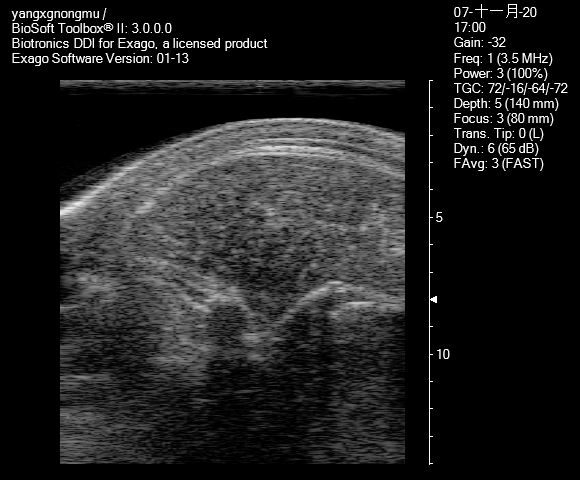 yangxgnongmu /
BioSoft Toolbox® II: 3.0.0.0
Biotronics DDI for Exago, a licensed product
Exago Software Version: 01-13
07-十一月-20
17:00
Gain: -32
Freq: 1 (3.5 MHz)
Power: 3 (100%)
TGC: 72/-16/-64/-72
Depth: 5 (140 mm)
Focus: 3 (80 mm)
Trans. Tip: 0 (L)
Dyn.: 6 (65 dB)
FAvg: 3 (FAST)
5
10